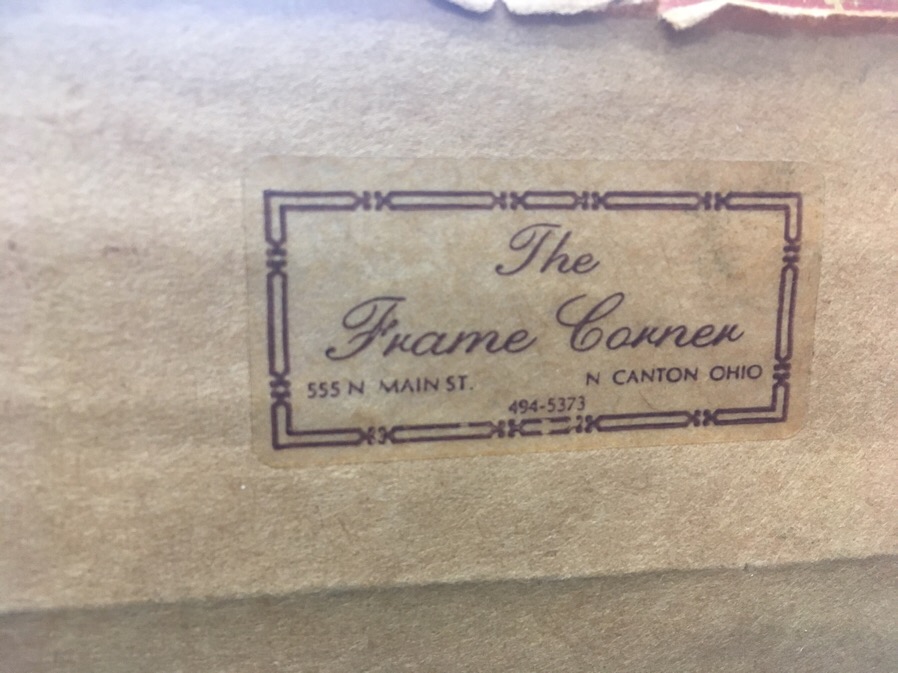 The
Frame Corner
555 N MAIN ST. N CANTON OHIO
494-5373